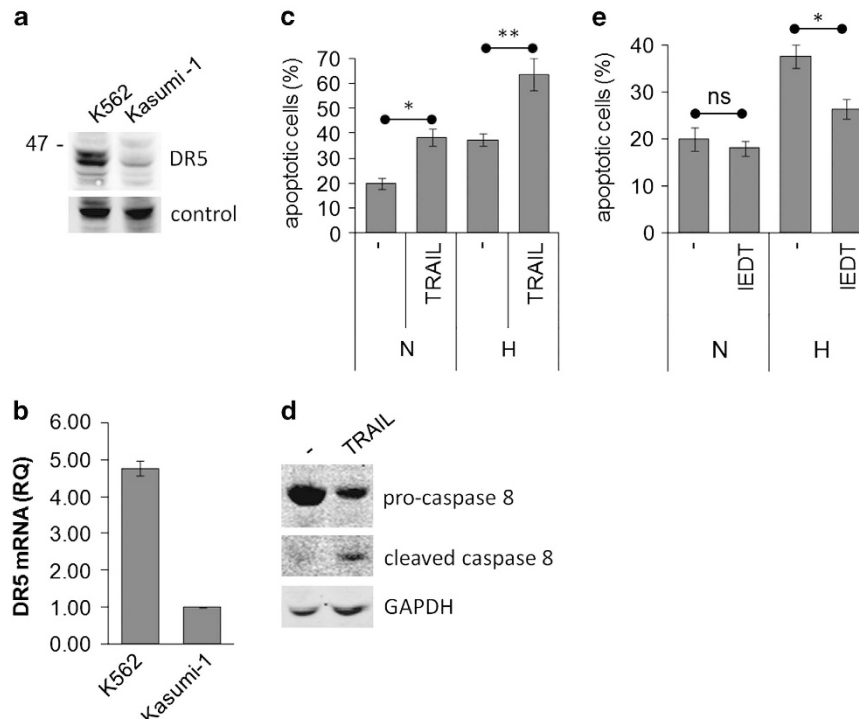 a
K562
Kasumi -1
47 -
DR5
control
b
DR5 mRNA (RQ)
6.00
5.00
4.00
3.00
2.00
1.00
0.00
K562
Kasumi-1
c
apoptotic cells (%)
70
60
50
40
30
20
10
0
*
**
-
TRAIL
-
TRAIL
N
H
d
-
TRAIL
pro-caspase 8
cleaved caspase 8
GAPDH
e
apoptotic cells (%)
40
30
20
10
0
ns
*
-
IEDT
-
IEDT
N
H